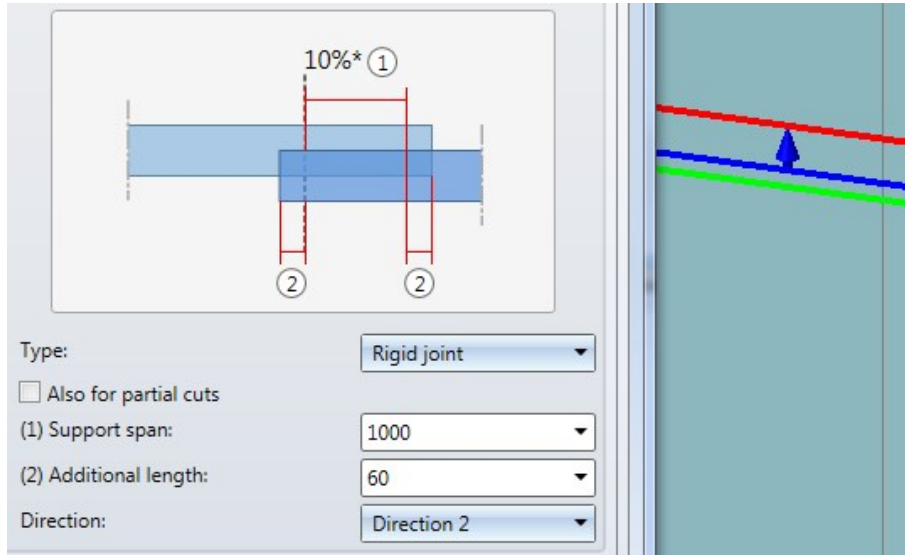 10%* 1
2 2
Type: Rigid joint
Also for partial cuts
(1) Support span: 1000
(2) Additional length: 60
Direction: Direction 2